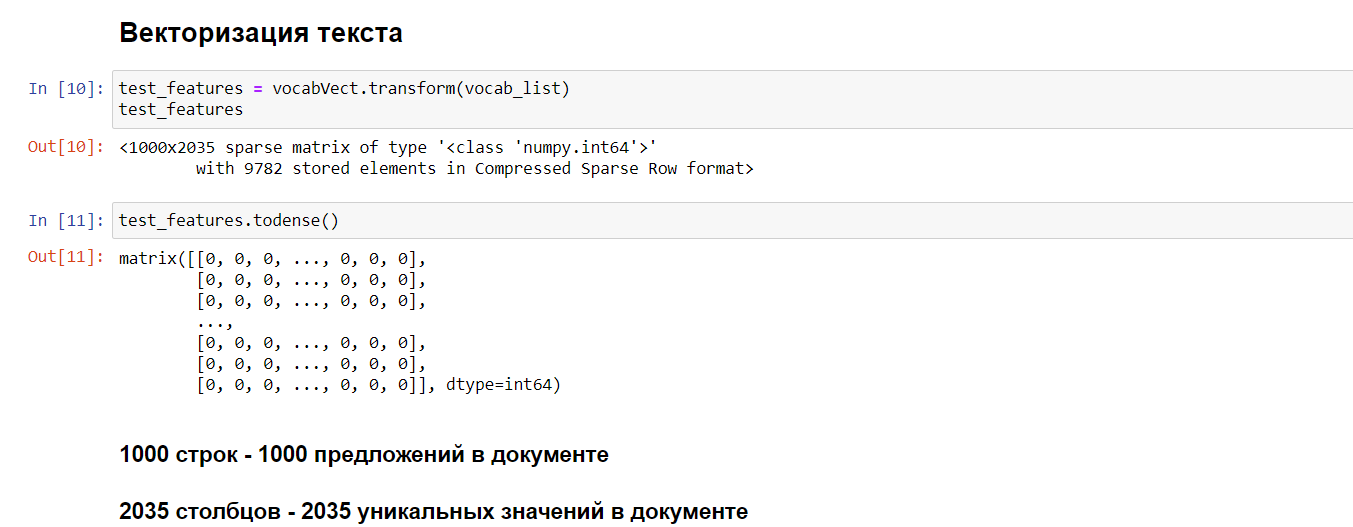 Векторизация текста
In [10]: test_features = vocabVect.transform(vocab_list)
test_features
Out[10]: <1000x2035 sparse matrix of type '<class 'numpy.int64'>'
with 9782 stored elements in Compressed Sparse Row format>
In [11]: test_features.todense()
Out[11]: matrix([[0, 0, 0, ..., 0, 0, 0],
[0, 0, 0, ..., 0, 0, 0],
[0, 0, 0, ..., 0, 0, 0],
...,
[0, 0, 0, ..., 0, 0, 0],
[0, 0, 0, ..., 0, 0, 0],
[0, 0, 0, ..., 0, 0, 0]], dtype=int64)
1000 строк - 1000 предложений в документе
2035 столбцов - 2035 уникальных значений в документе